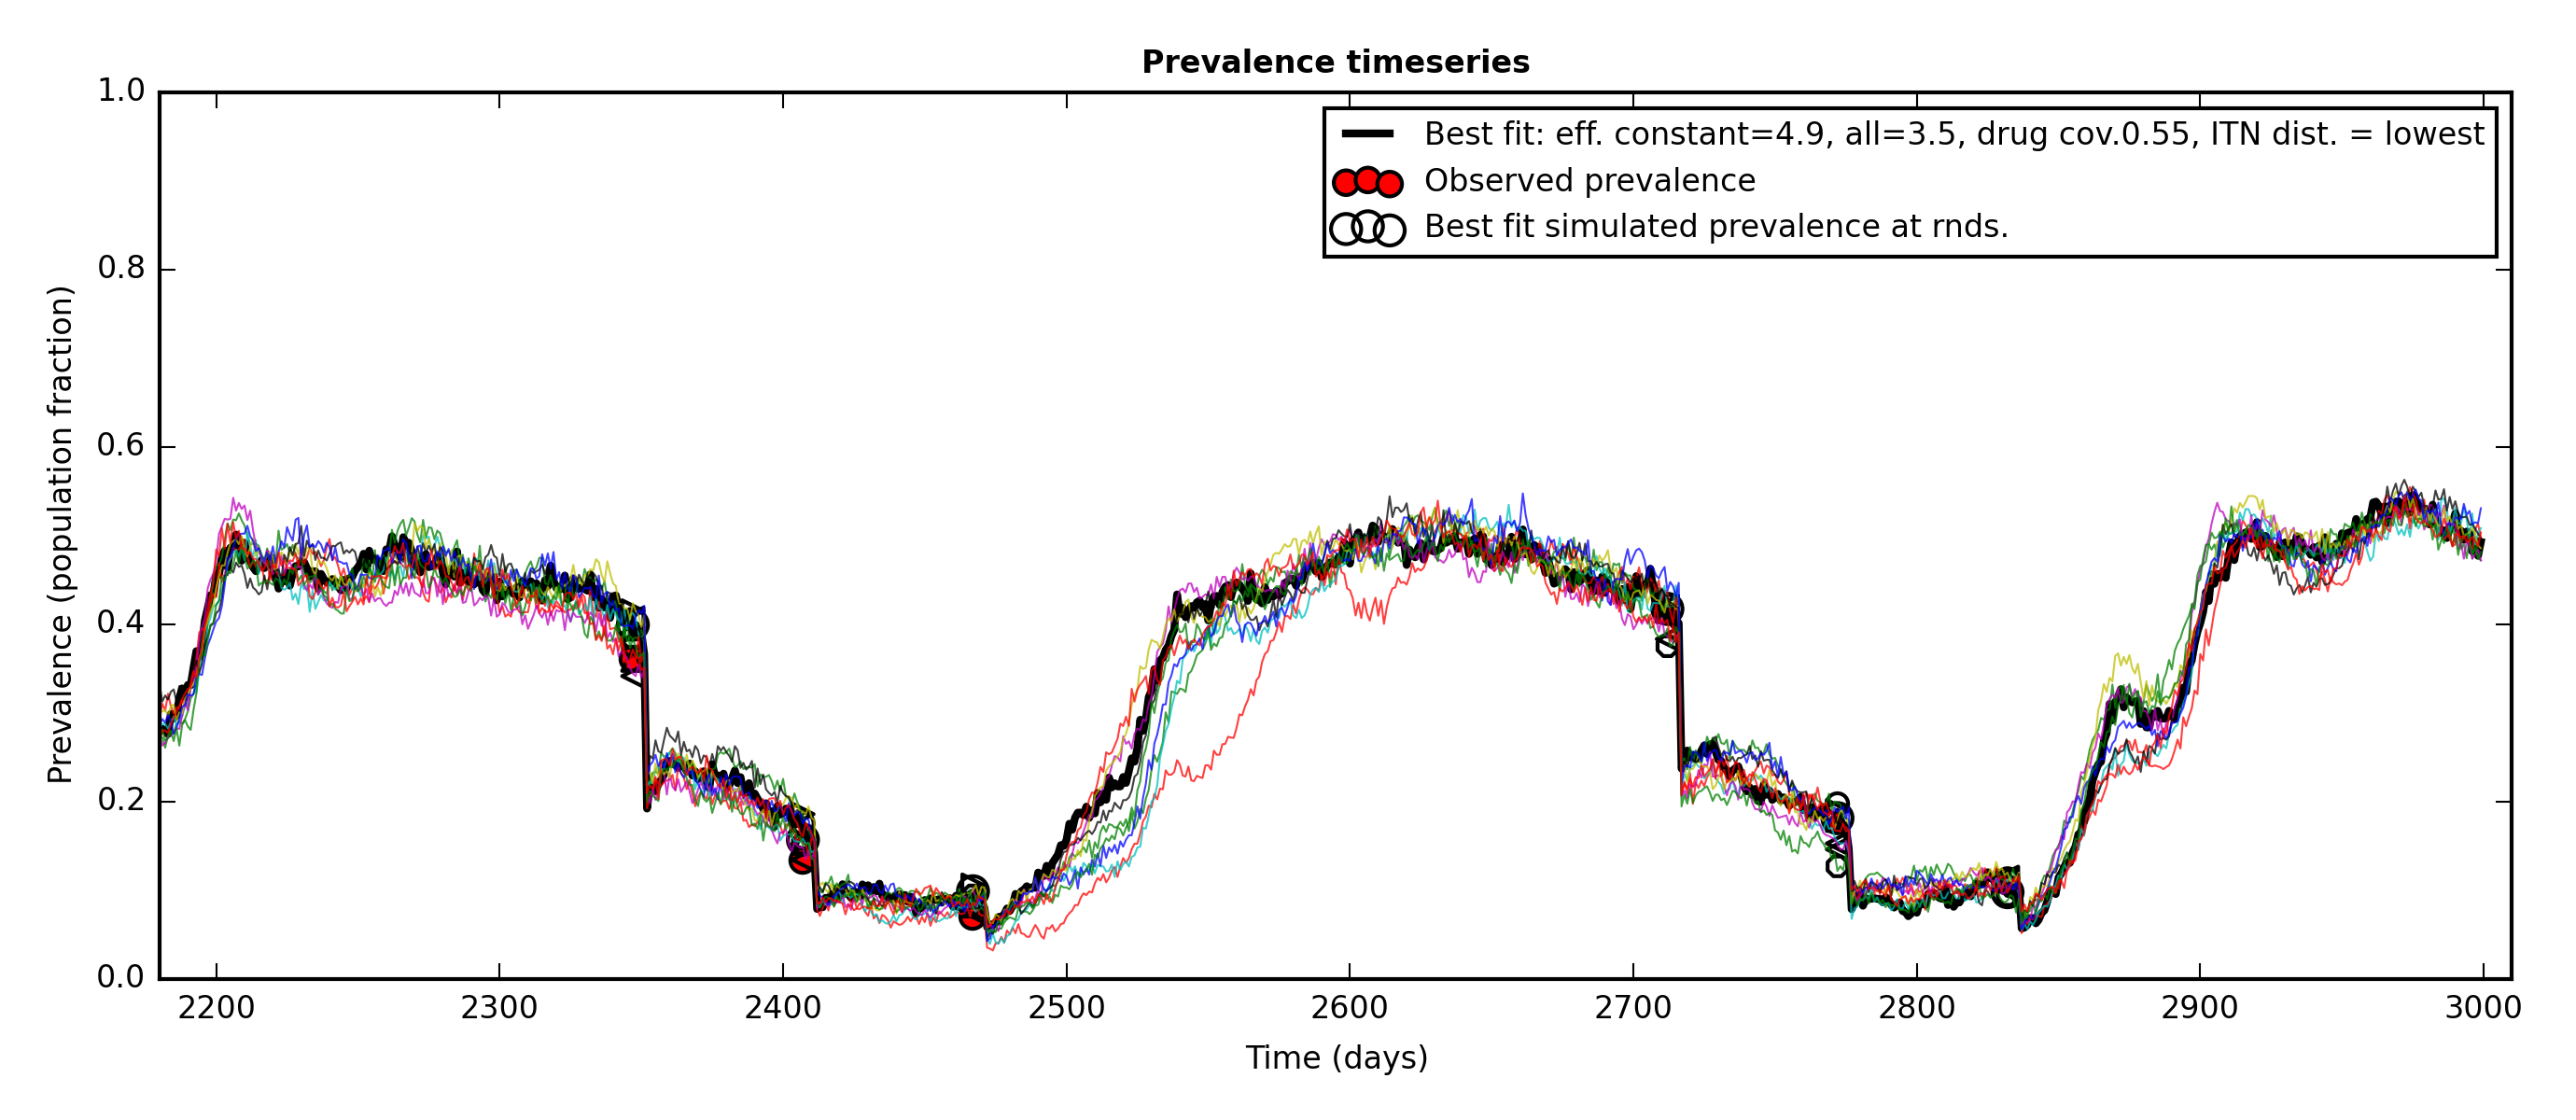 Prevalence timeseries
1.0
0.8
0.6
0.4
0.2
0.0
Prevalence (population fraction)
Best fit: eff. constant=4.9, all=3.5, drug cov.0.55, ITN dist. = lowest
Observed prevalence
Best fit simulated prevalence at rnds.
2200 2300 2400 2500 2600 2700 2800 2900 3000
Time (days)